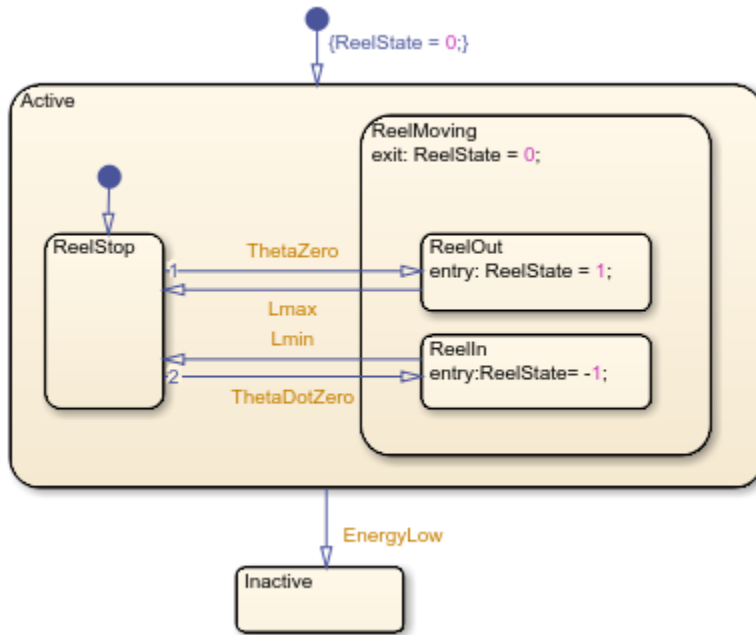 {ReelState = 0;}
Active
ReelMoving
exit: ReelState = 0;
ReelStop
ThetaZero
ReelOut
1
entry: ReelState = 1;
Lmax
Lmin
ReelIn
2
entry:ReelState= -1;
ThetaDotZero
EnergyLow
Inactive